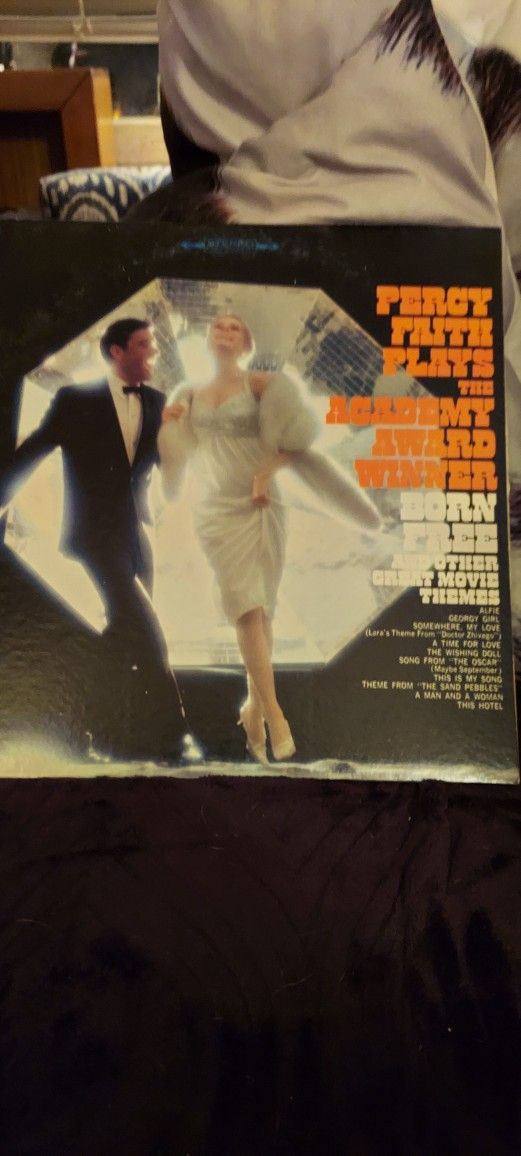 STEREO
PERCY
FAITH
PLAYS
THE
ACADEMY
AWARD
WINNER
BORN
FREE
AND OTHER
GREAT MOVIE
THEMES
ALFIE
GEORGY GIRL
SOMEWHERE, MY LOVE
(Lara's Theme From "Doctor Zhivago")
A TIME FOR LOVE
THE WISHING DOLL
SONG FROM "THE OSCAR"
(Maybe September)
THIS IS MY SONG
THEME FROM "THE SAND PEBBLES"
A MAN AND A WOMAN
THIS HOTEL